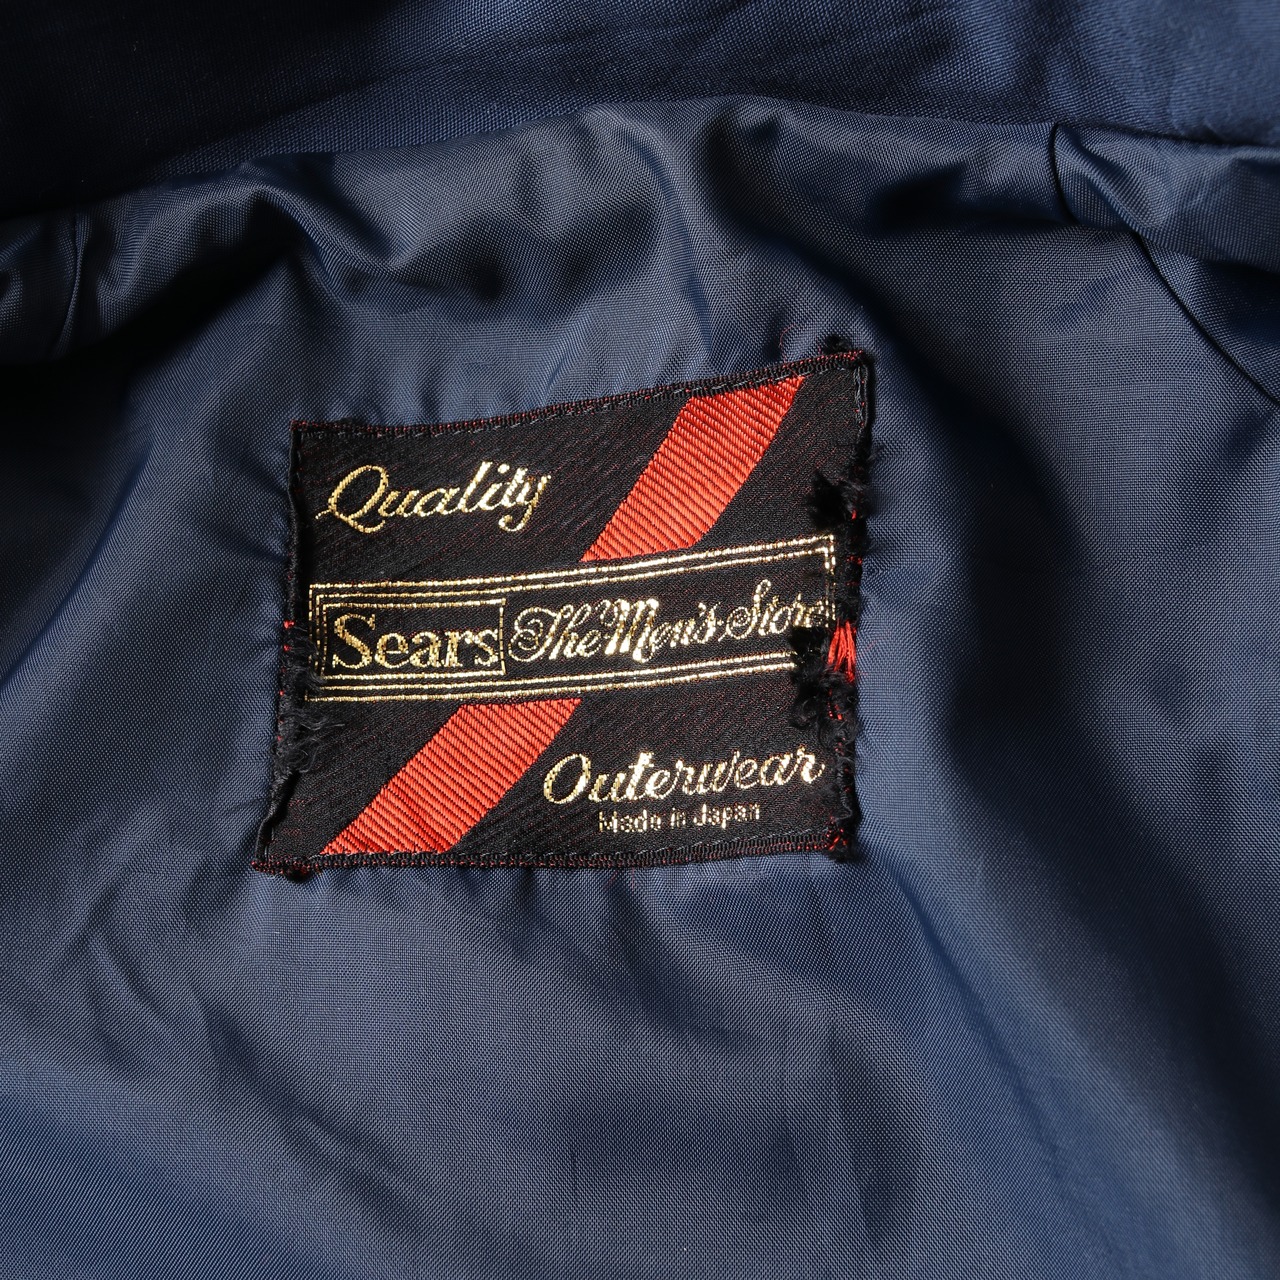 Quality
Sears The Men's Store
Outerwear
Made in Japan